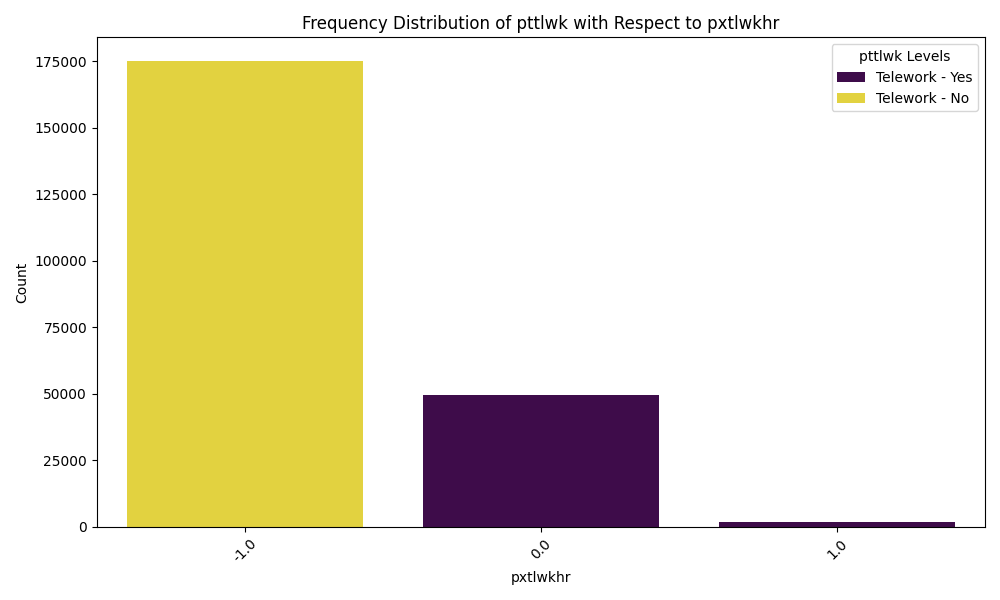 Frequency Distribution of pttlwk with Respect to pxtlwkhr
pttlwk Levels
Telework - Yes
Telework - No
175000
150000
125000
100000
75000
50000
25000
0
Count
-1.0
0.0
1.0
pxtlwkhr